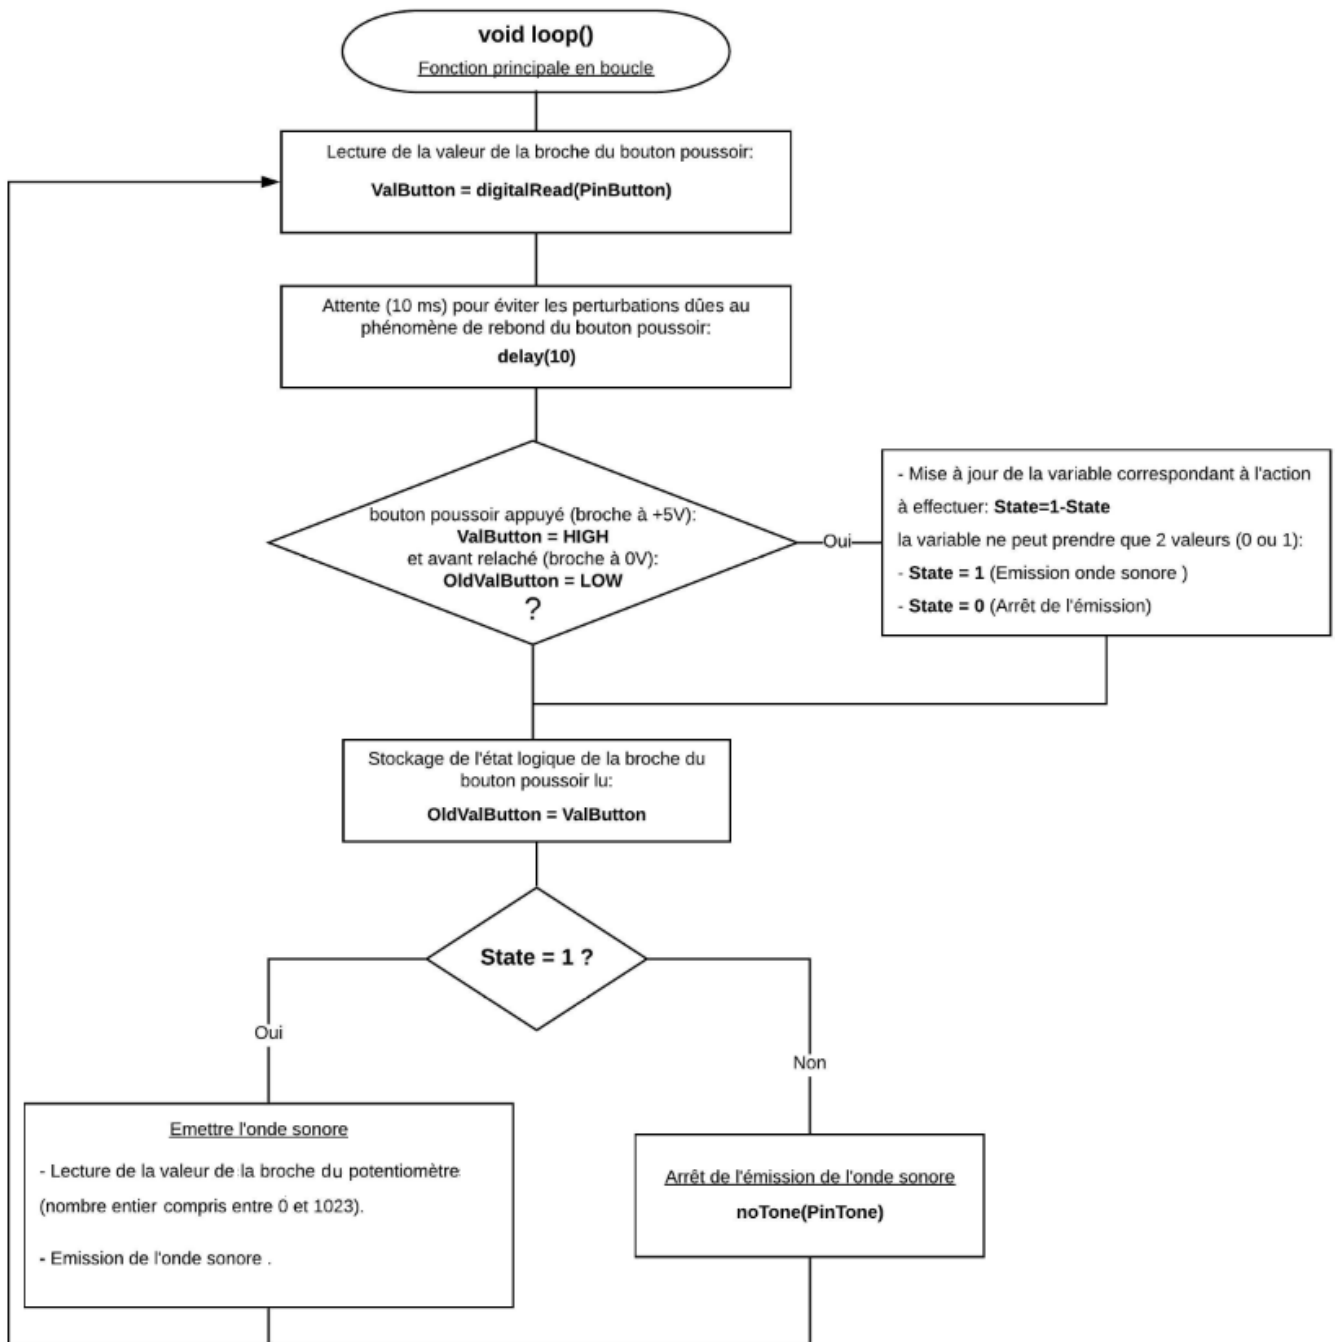 void loop()
Fonction principale en boucle
Lecture de la valeur de la broche du bouton poussoir:
ValButton = digitalRead(PinButton)
Attente (10 ms) pour éviter les perturbations dûes au
phénomène de rebond du bouton poussoir:
delay(10)
bouton poussoir appuyé (broche à +5V):
ValButton = HIGH
et avant relaché (broche à 0V):
OldValButton = LOW
?
Oui
- Mise à jour de la variable correspondant à l'action
à effectuer: State=1-State
la variable ne peut prendre que 2 valeurs (0 ou 1):
- State = 1 (Emission onde sonore )
- State = 0 (Arrêt de l'émission)
Stockage de l'état logique de la broche du
bouton poussoir lu:
OldValButton = ValButton
State = 1 ?
Oui
Non
Emettre l'onde sonore
- Lecture de la valeur de la broche du potentiomètre
(nombre entier compris entre 0 et 1023).
- Emission de l'onde sonore .
Arrêt de l'émission de l'onde sonore
noTone(PinTone)